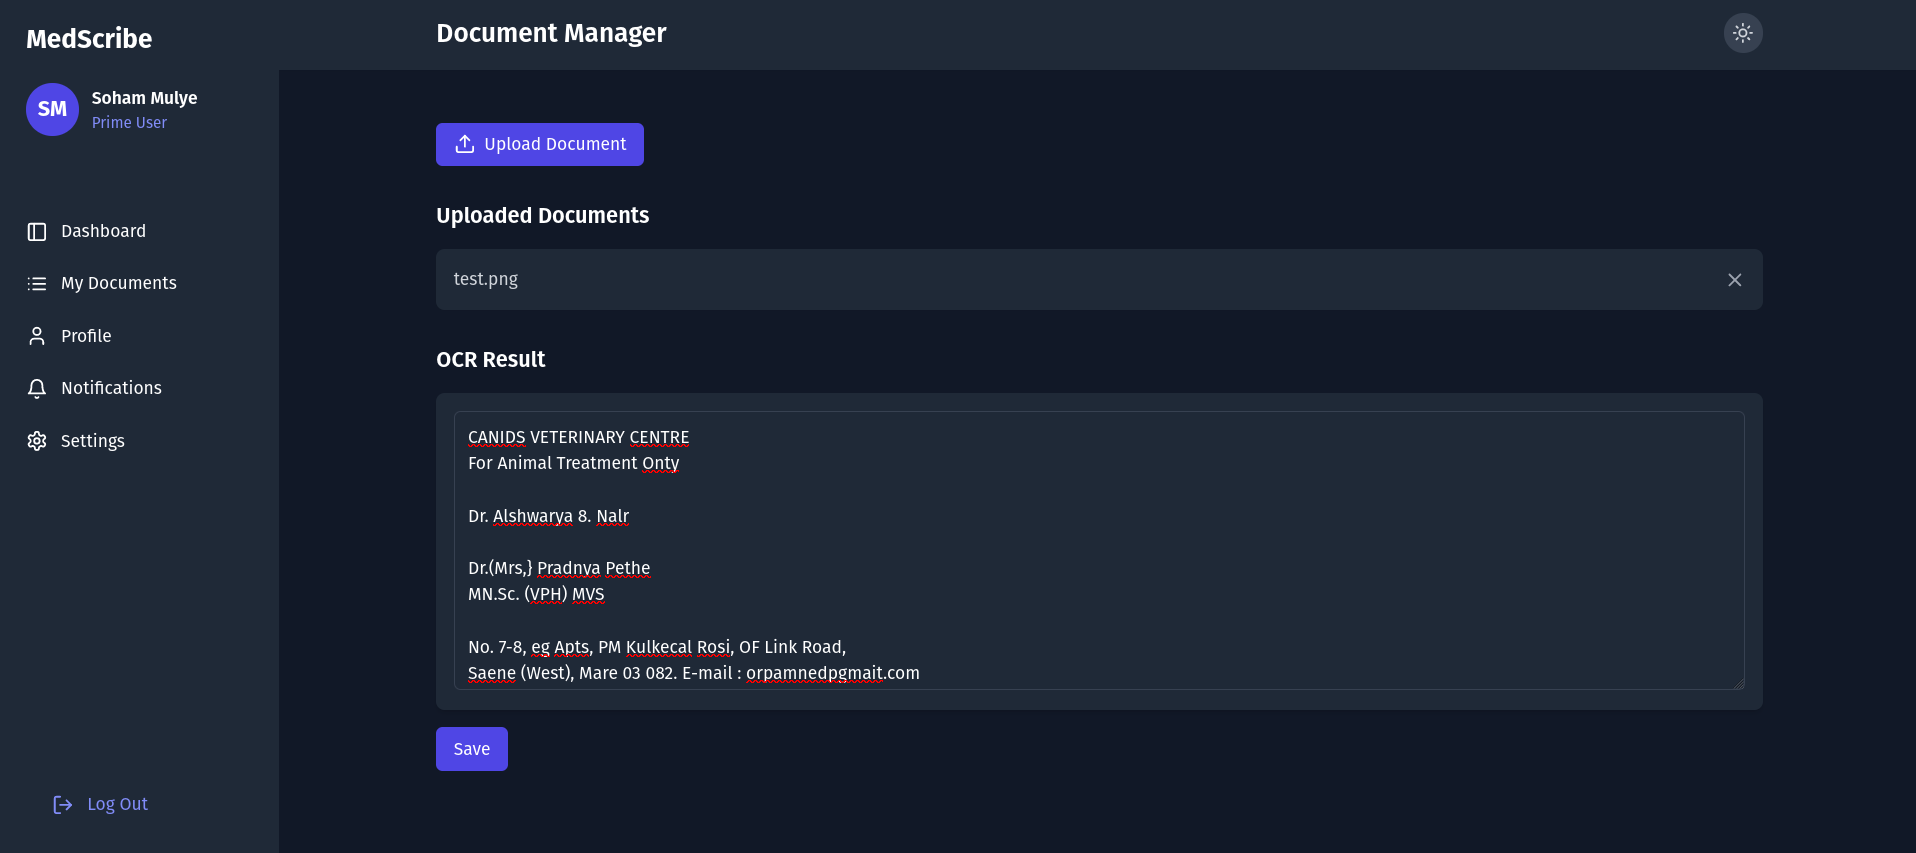 MedScribe
SM
Soham Mulye
Prime User
Dashboard
My Documents
Profile
Notifications
Settings
Log Out
Document Manager
Upload Document
Uploaded Documents
test.png
OCR Result
CANIDS VETERINARY CENTRE
For Animal Treatment Onty
Dr. Alshwarya 8. Nalr
Dr.(Mrs,} Pradnya Pethe
MN.Sc. (VPH) MVS
No. 7-8, eg Apts, PM Kulkecal Rosi, OF Link Road,
Saene (West), Mare 03 082. E-mail : orpamnedpgmait.com
Save